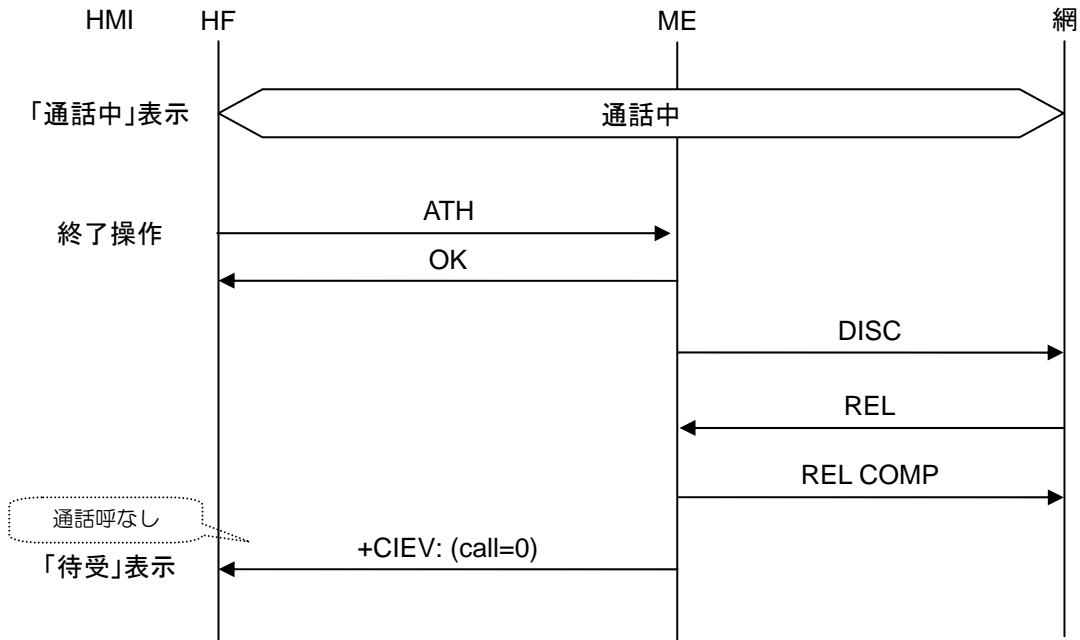 HMI
HF
ME
網
「通話中」表示
通話中
終了操作
ATH
OK
DISC
REL
REL COMP
通話呼なし
+CIEV: (call=0)
「待受」表示